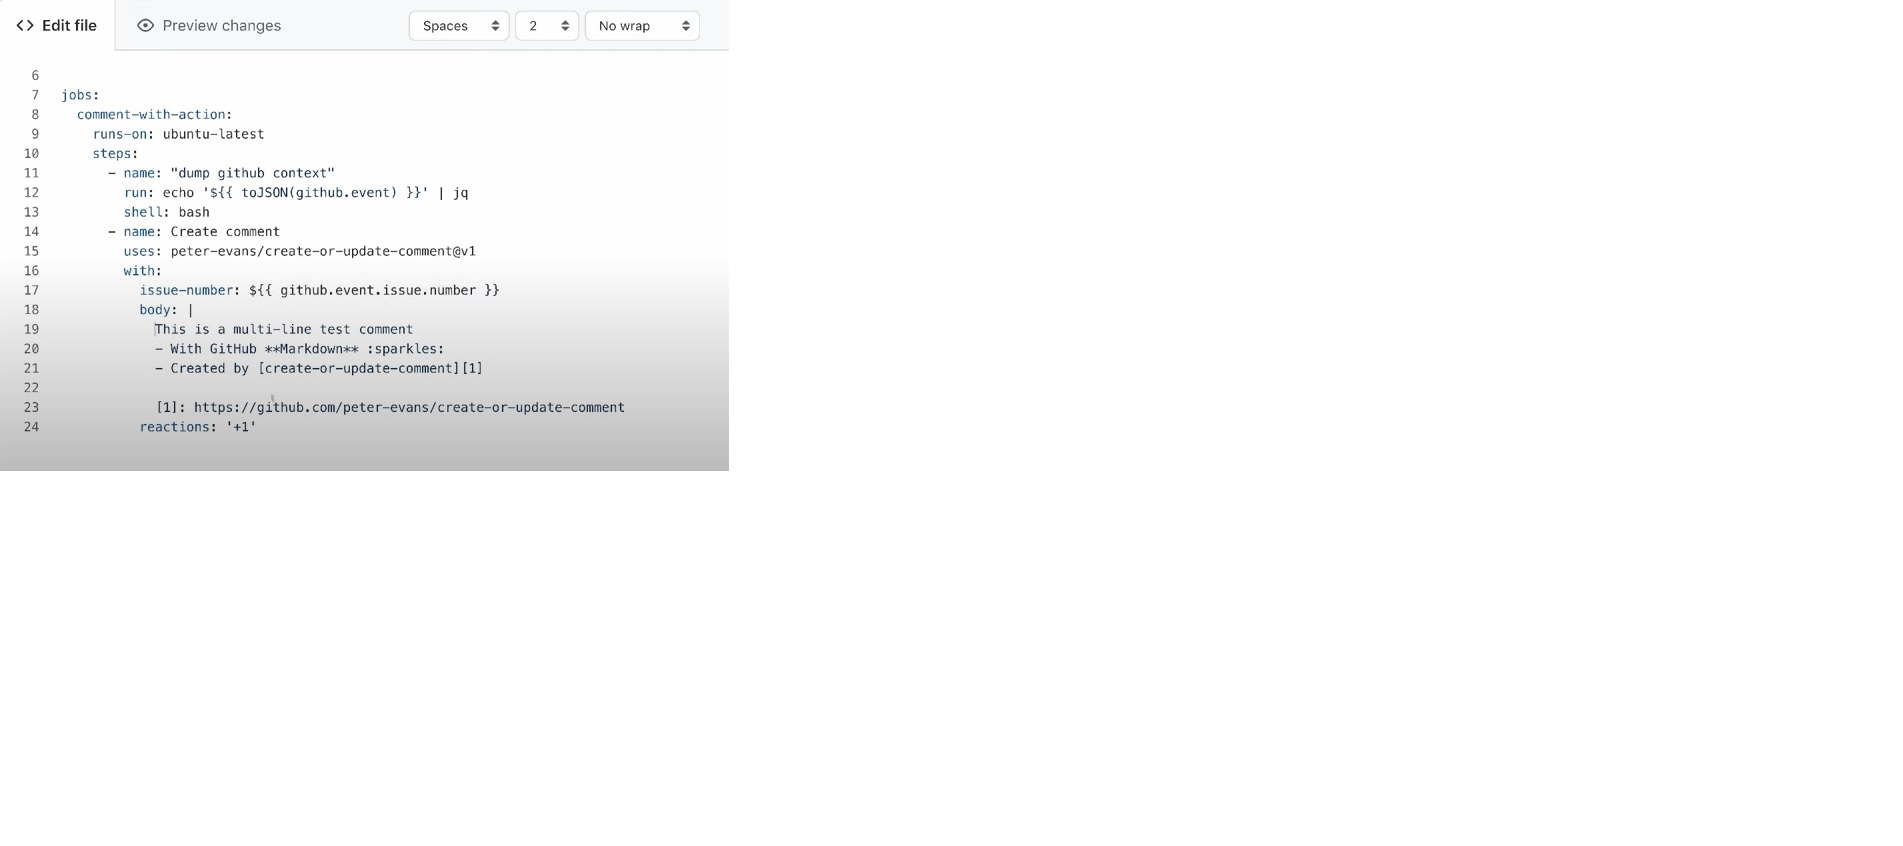 <> Edit file
Preview changes
Spaces
2
No wrap
6
7 jobs:
8   comment-with-action:
9     runs-on: ubuntu-latest
10     steps:
11       - name: "dump github context"
12         run: echo '${{ toJSON(github.event) }}' | jq
13         shell: bash
14       - name: Create comment
15         uses: peter-evans/create-or-update-comment@v1
16         with:
17           issue-number: ${{ github.event.issue.number }}
18           body: |
19             This is a multi-line test comment
20             - With GitHub **Markdown** :sparkles:
21             - Created by [create-or-update-comment][1]
22
23             [1]: https://github.com/peter-evans/create-or-update-comment
24           reactions: '+1'